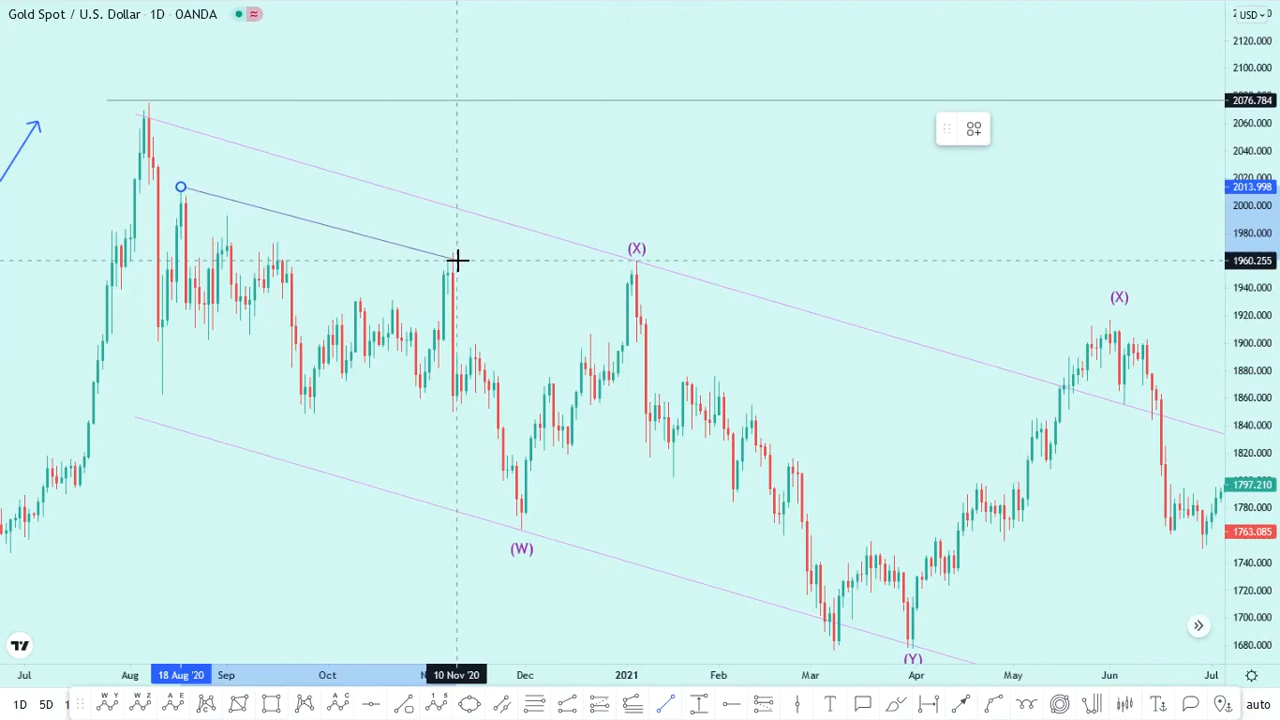 Gold Spot / U.S. Dollar · 1D · OANDA
USD
2120.000
2100.000
2076.784
2060.000
2040.000
2020.000
2013.998
2000.000
1980.000
1960.255
1940.000
1920.000
1900.000
1880.000
1860.000
1840.000
1820.000
1797.210
1780.000
1763.085
1740.000
1720.000
1700.000
1680.000
(X)
(X)
(W)
(Y)
Jul
Aug
18 Aug '20
Sep
Oct
10 Nov '20
Dec
2021
Feb
Mar
Apr
May
Jun
Jul
1D 5D
W Y
W Z
A E
A C
1 S
auto